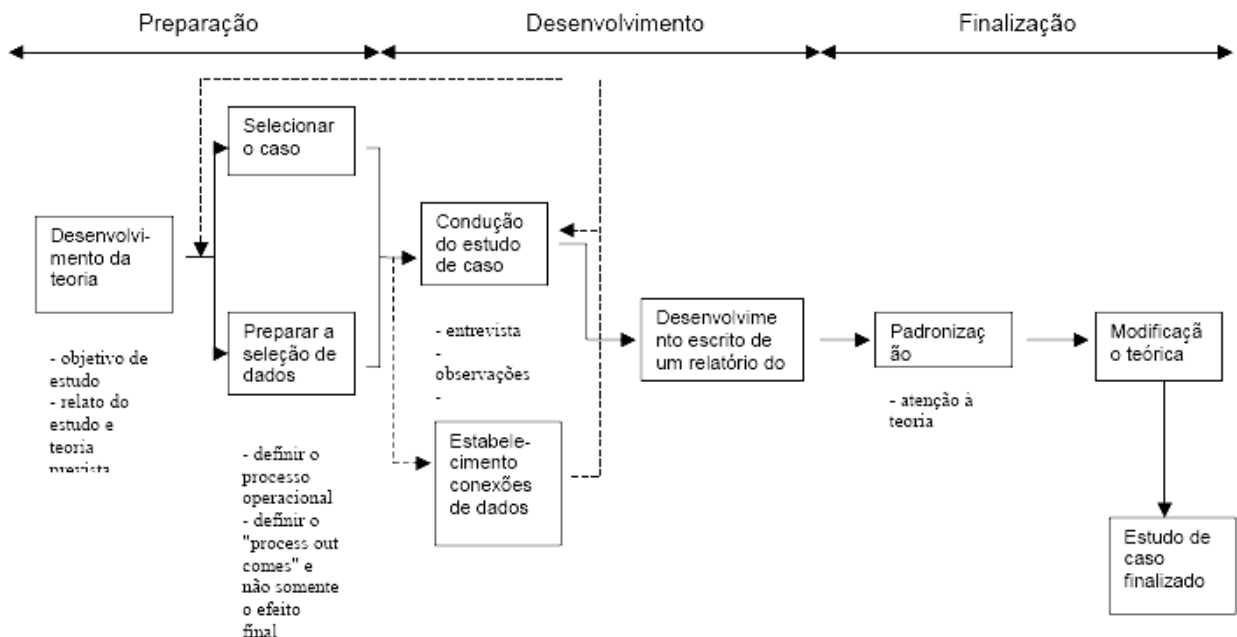 Preparação
Desenvolvimento
Finalização
Desenvolvi-
mento da
teoria
- objetivo de
estudo
- relato do
estudo e
teoria
prevista
Selecionar
o caso
Preparar a
seleção de
dados
- definir o
processo
operacional
- definir o
"process out
comes" e
não somente
o efeito
final
Condução
do estudo
de caso
- entrevista
-
observações
-
Estabele-
cimento
conexões
de dados
Desenvolvime
nto escrito de
um relatório do
Padronizaç
ão
- atenção à
teoria
Modificaçã
o teórica
Estudo de
caso
finalizado